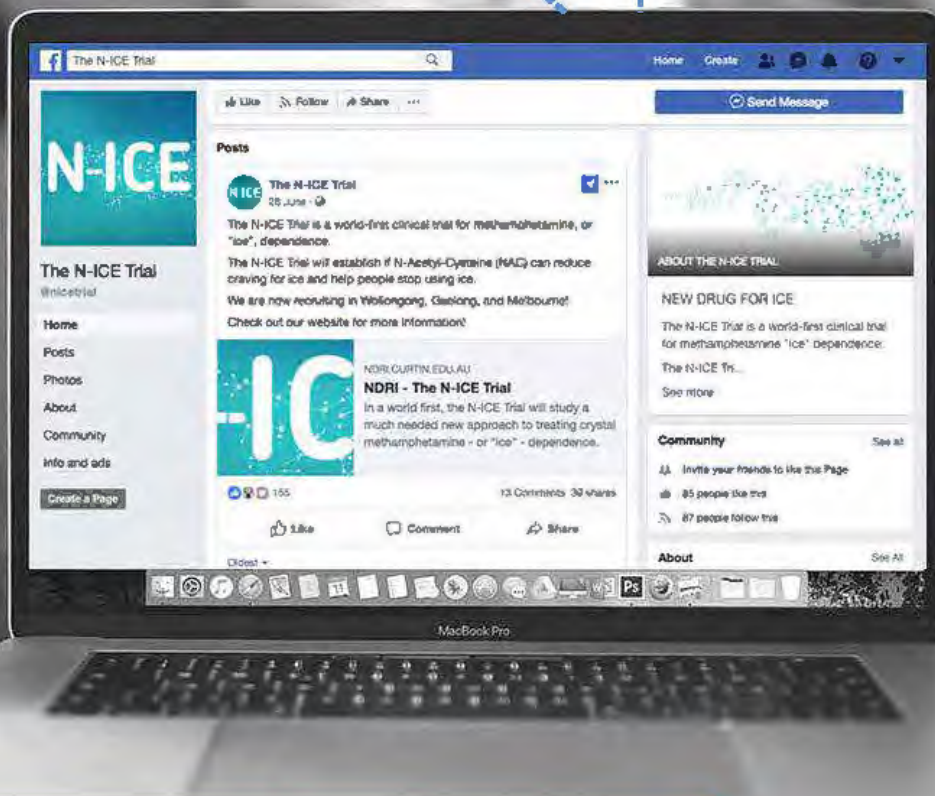 f The N-ICE Trial
Home Create
N-ICE
The N-ICE Trial
@nicetrial
Home
Posts
Photos
About
Community
Info and ads
Create a Page
Like Follow Share ...
Send Message
Posts
N-ICE The N-ICE Trial
28 June
The N-ICE Trial is a world-first clinical trial for methamphetamine, or
"ice", dependence.
The N-ICE Trial will establish if N-Acetyl-Cysteine (NAC) can reduce
craving for ice and help people stop using ice.
We are now recruiting in Wollongong, Geelong, and Melbourne!
Check out our website for more information!
-IC
NDRI.CURTIN.EDU.AU
NDRI - The N-ICE Trial
In a world first, the N-ICE Trial will study a
much needed new approach to treating crystal
methamphetamine - or "ice" - dependence.
155 13 Comments 30 shares
Like Comment Share
Oldest
ABOUT THE N-ICE TRIAL
NEW DRUG FOR ICE
The N-ICE Trial is a world-first clinical trial
for methamphetamine "ice" dependence.
The N-ICE Tri...
See more
Community See all
Invite your friends to like this Page
85 people like this
87 people follow this
About See All
Ps
MacBook Pro